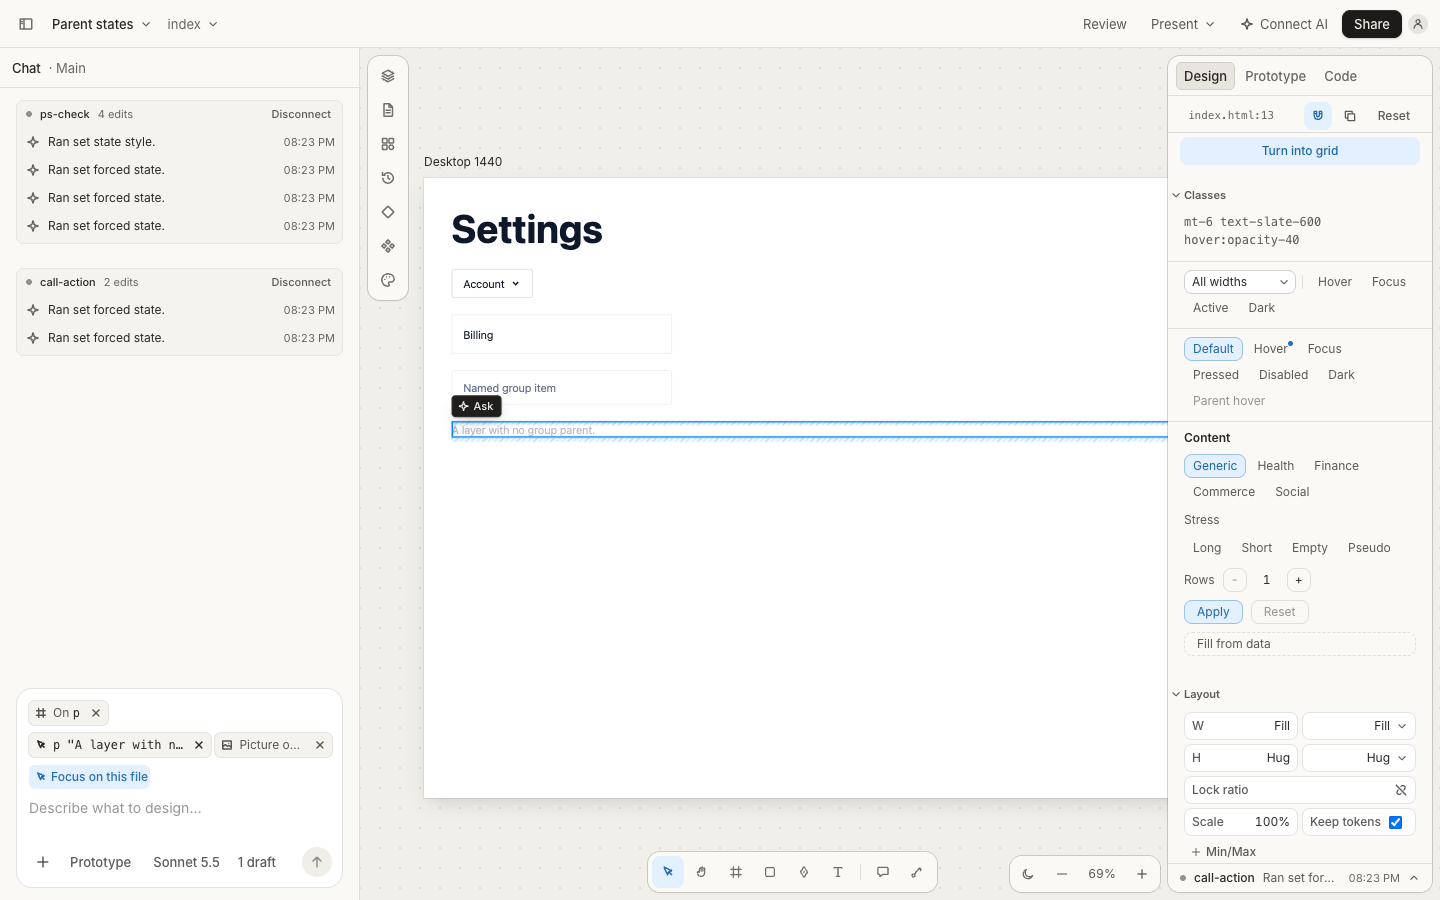 Parent states
index
Review
Present
Connect AI
Share
Chat · Main
ps-check 4 edits Disconnect
Ran set state style. 08:23 PM
Ran set forced state. 08:23 PM
Ran set forced state. 08:23 PM
Ran set forced state. 08:23 PM
call-action 2 edits Disconnect
Ran set forced state. 08:23 PM
Ran set forced state. 08:23 PM
On p
p "A layer with n…
Picture o…
Focus on this file
Describe what to design…
Prototype
Sonnet 5.5
1 draft
Desktop 1440
Settings
Account
Billing
Named group item
Ask
A layer with no group parent.
69%
Design Prototype Code
index.html:13
Reset
Turn into grid
Classes
mt-6 text-slate-600
hover:opacity-40
All widths Hover Focus
Active Dark
Default Hover Focus
Pressed Disabled Dark
Parent hover
Content
Generic Health Finance
Commerce Social
Stress
Long Short Empty Pseudo
Rows - 1 +
Apply Reset
Fill from data
Layout
W Fill Fill
H Hug Hug
Lock ratio
Scale 100% Keep tokens
Min/Max
call-action Ran set for… 08:23 PM